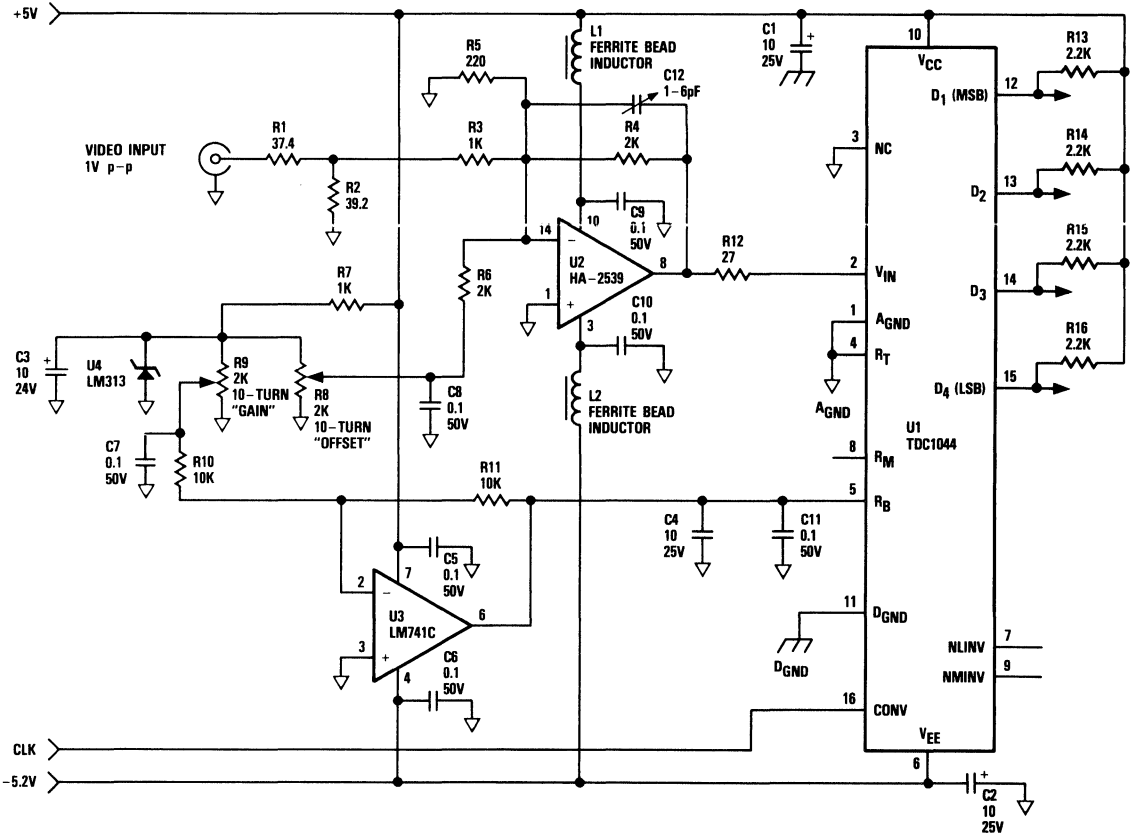 +5V
L1
FERRITE BEAD
INDUCTOR
C1
10
25V
+
10
VCC
R13
2.2K
12
D1 (MSB)
R5
220
C12
1-6pF
R14
2.2K
3
NC
13
D2
VIDEO INPUT
1V p-p
R1
37.4
R3
1K
R4
2K
R2
39.2
C9
0.1
50V
10
14
−
U2
HA-2539
8
1
+
3
R12
27
2
VIN
R15
2.2K
14
D3
R7
1K
R6
2K
C10
0.1
50V
1
AGND
4
RT
AGND
R16
2.2K
15
D4 (LSB)
C3
10
24V
+
U4
LM313
R9
2K
10-TURN
"GAIN"
R8
2K
10-TURN
"OFFSET"
C8
0.1
50V
L2
FERRITE BEAD
INDUCTOR
U1
TDC1044
C7
0.1
50V
R10
10K
R11
10K
8
RM
5
RB
C4
10
25V
C11
0.1
50V
C5
0.1
50V
7
2
−
U3
LM741C
6
3
+
4
C6
0.1
50V
11
DGND
DGND
NLINV
7
NMINV
9
16
CONV
CLK
VEE
6
-5.2V
+
C2
10
25V